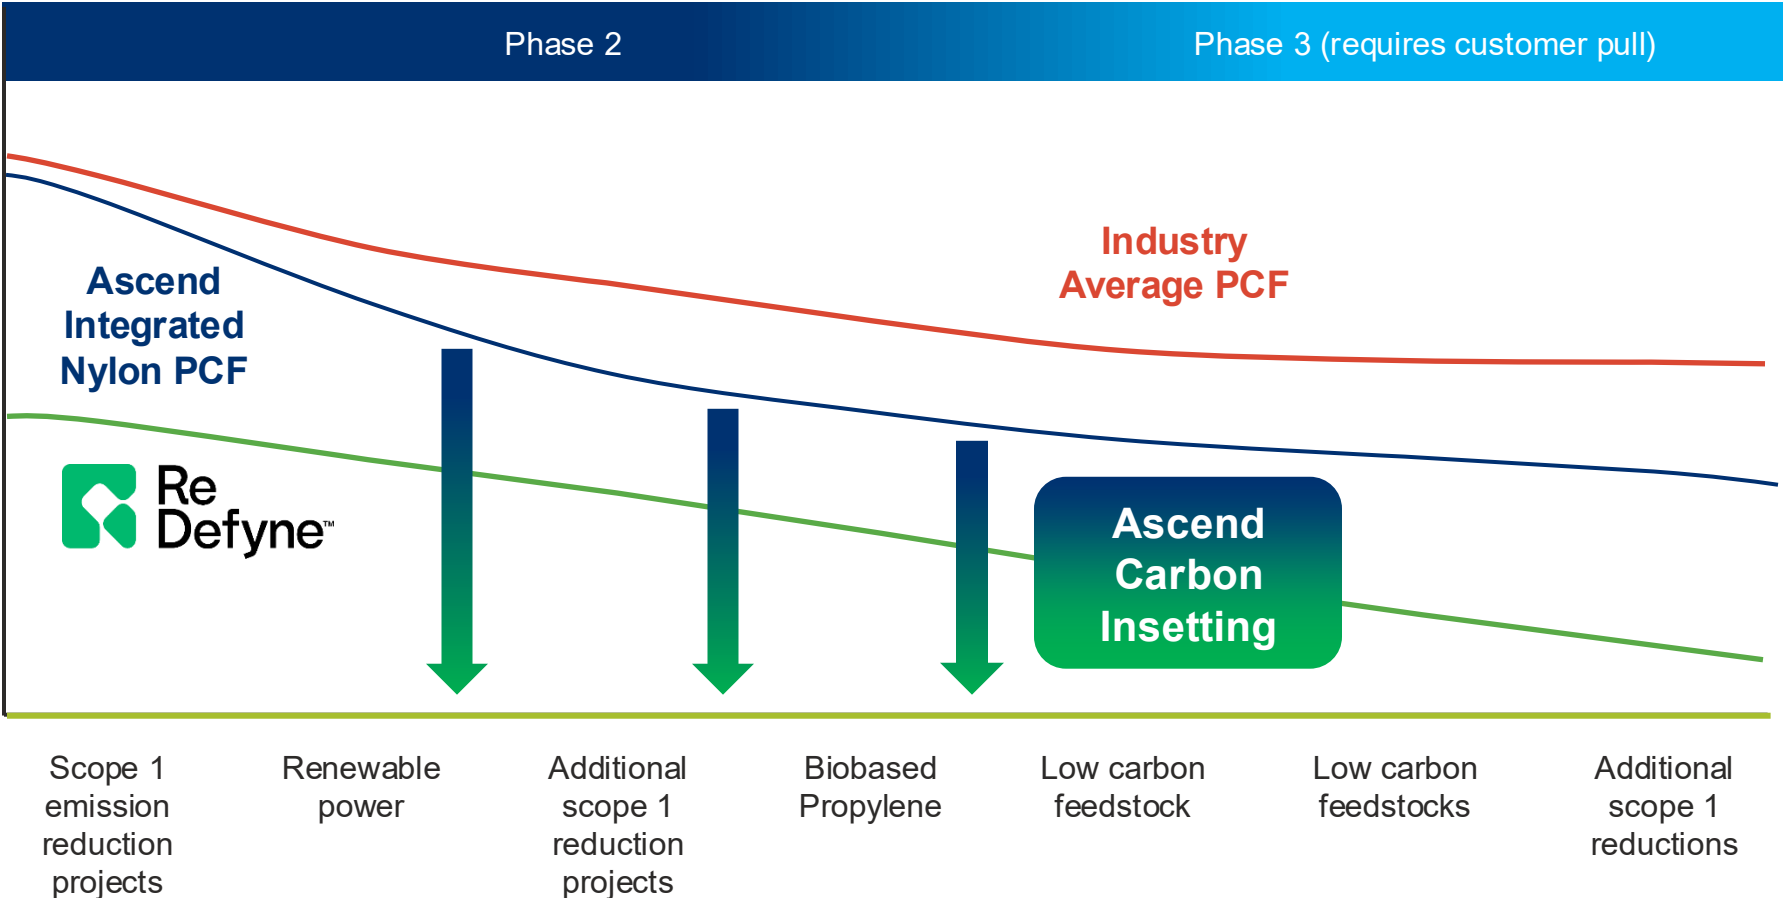 Phase 2
Phase 3 (requires customer pull)
Industry
Average PCF
Ascend
Integrated
Nylon PCF
Re
Defyne™
Ascend
Carbon
Insetting
Scope 1
emission
reduction
projects
Renewable
power
Additional
scope 1
reduction
projects
Biobased
Propylene
Low carbon
feedstock
Low carbon
feedstocks
Additional
scope 1
reductions